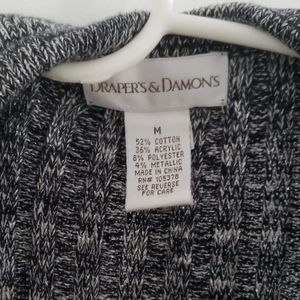 DRAPER'S & DAMON'S
M
52% COTTON
36% ACRYLIC
8% POLYESTER
4% METALLIC
MADE IN CHINA
RN# 105378
SEE REVERSE
FOR CARE